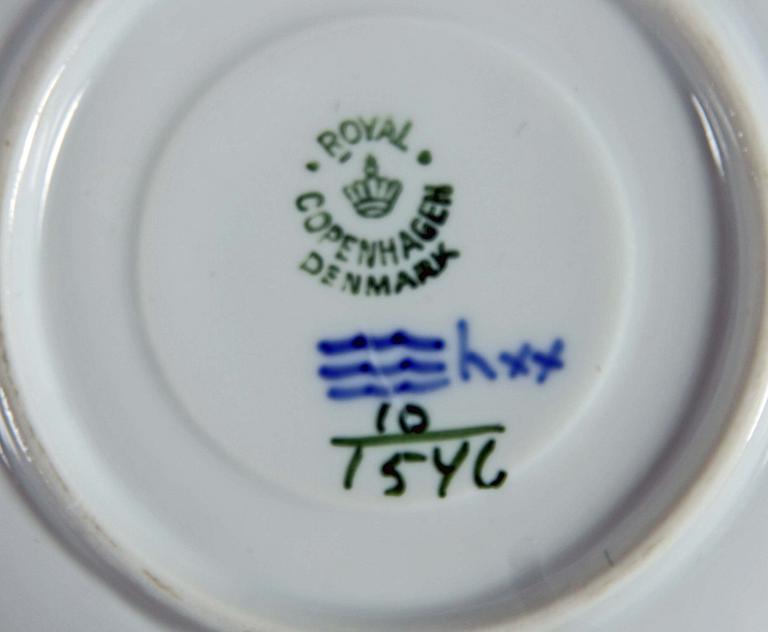 ROYAL
COPENHAGEN
DENMARK
hxx
10
1546